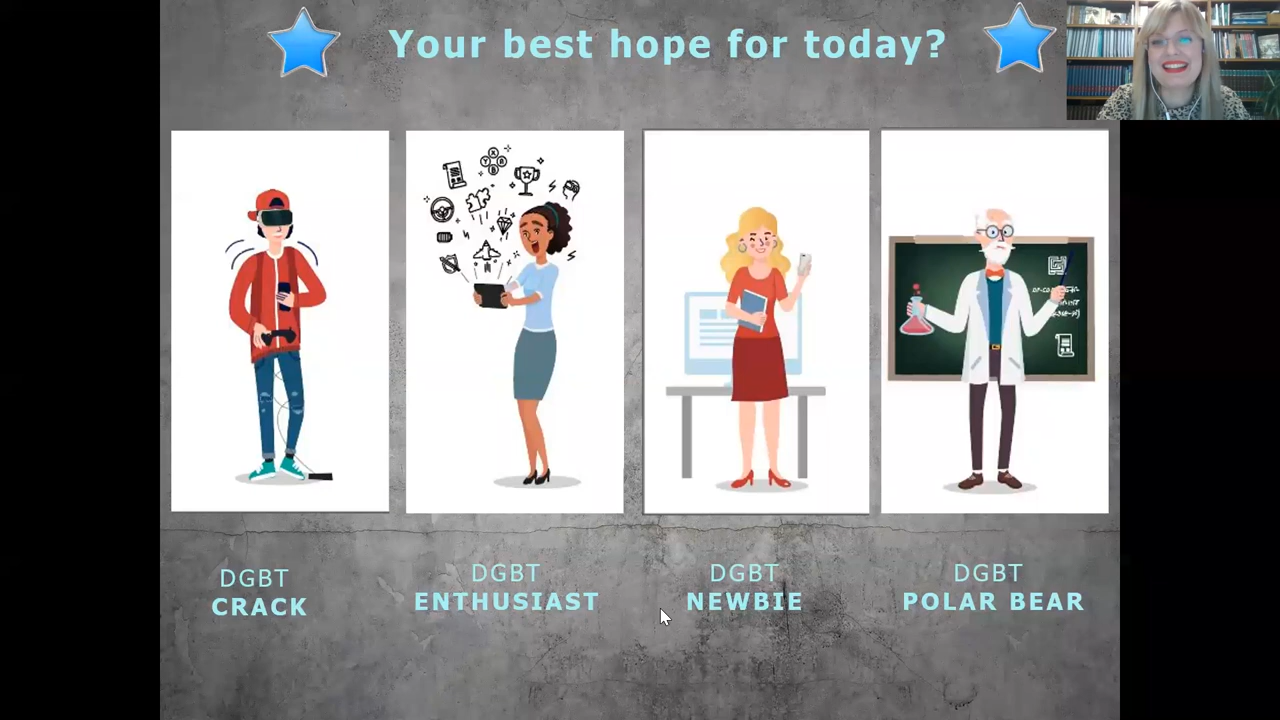 Your best hope for today?
DGBT
CRACK
DGBT
ENTHUSIAST
DGBT
NEWBIE
DGBT
POLAR BEAR